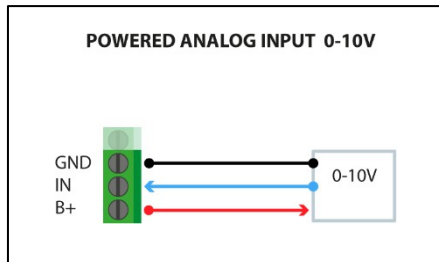 POWERED ANALOG INPUT 0-10V
GND
IN
B+
0-10V